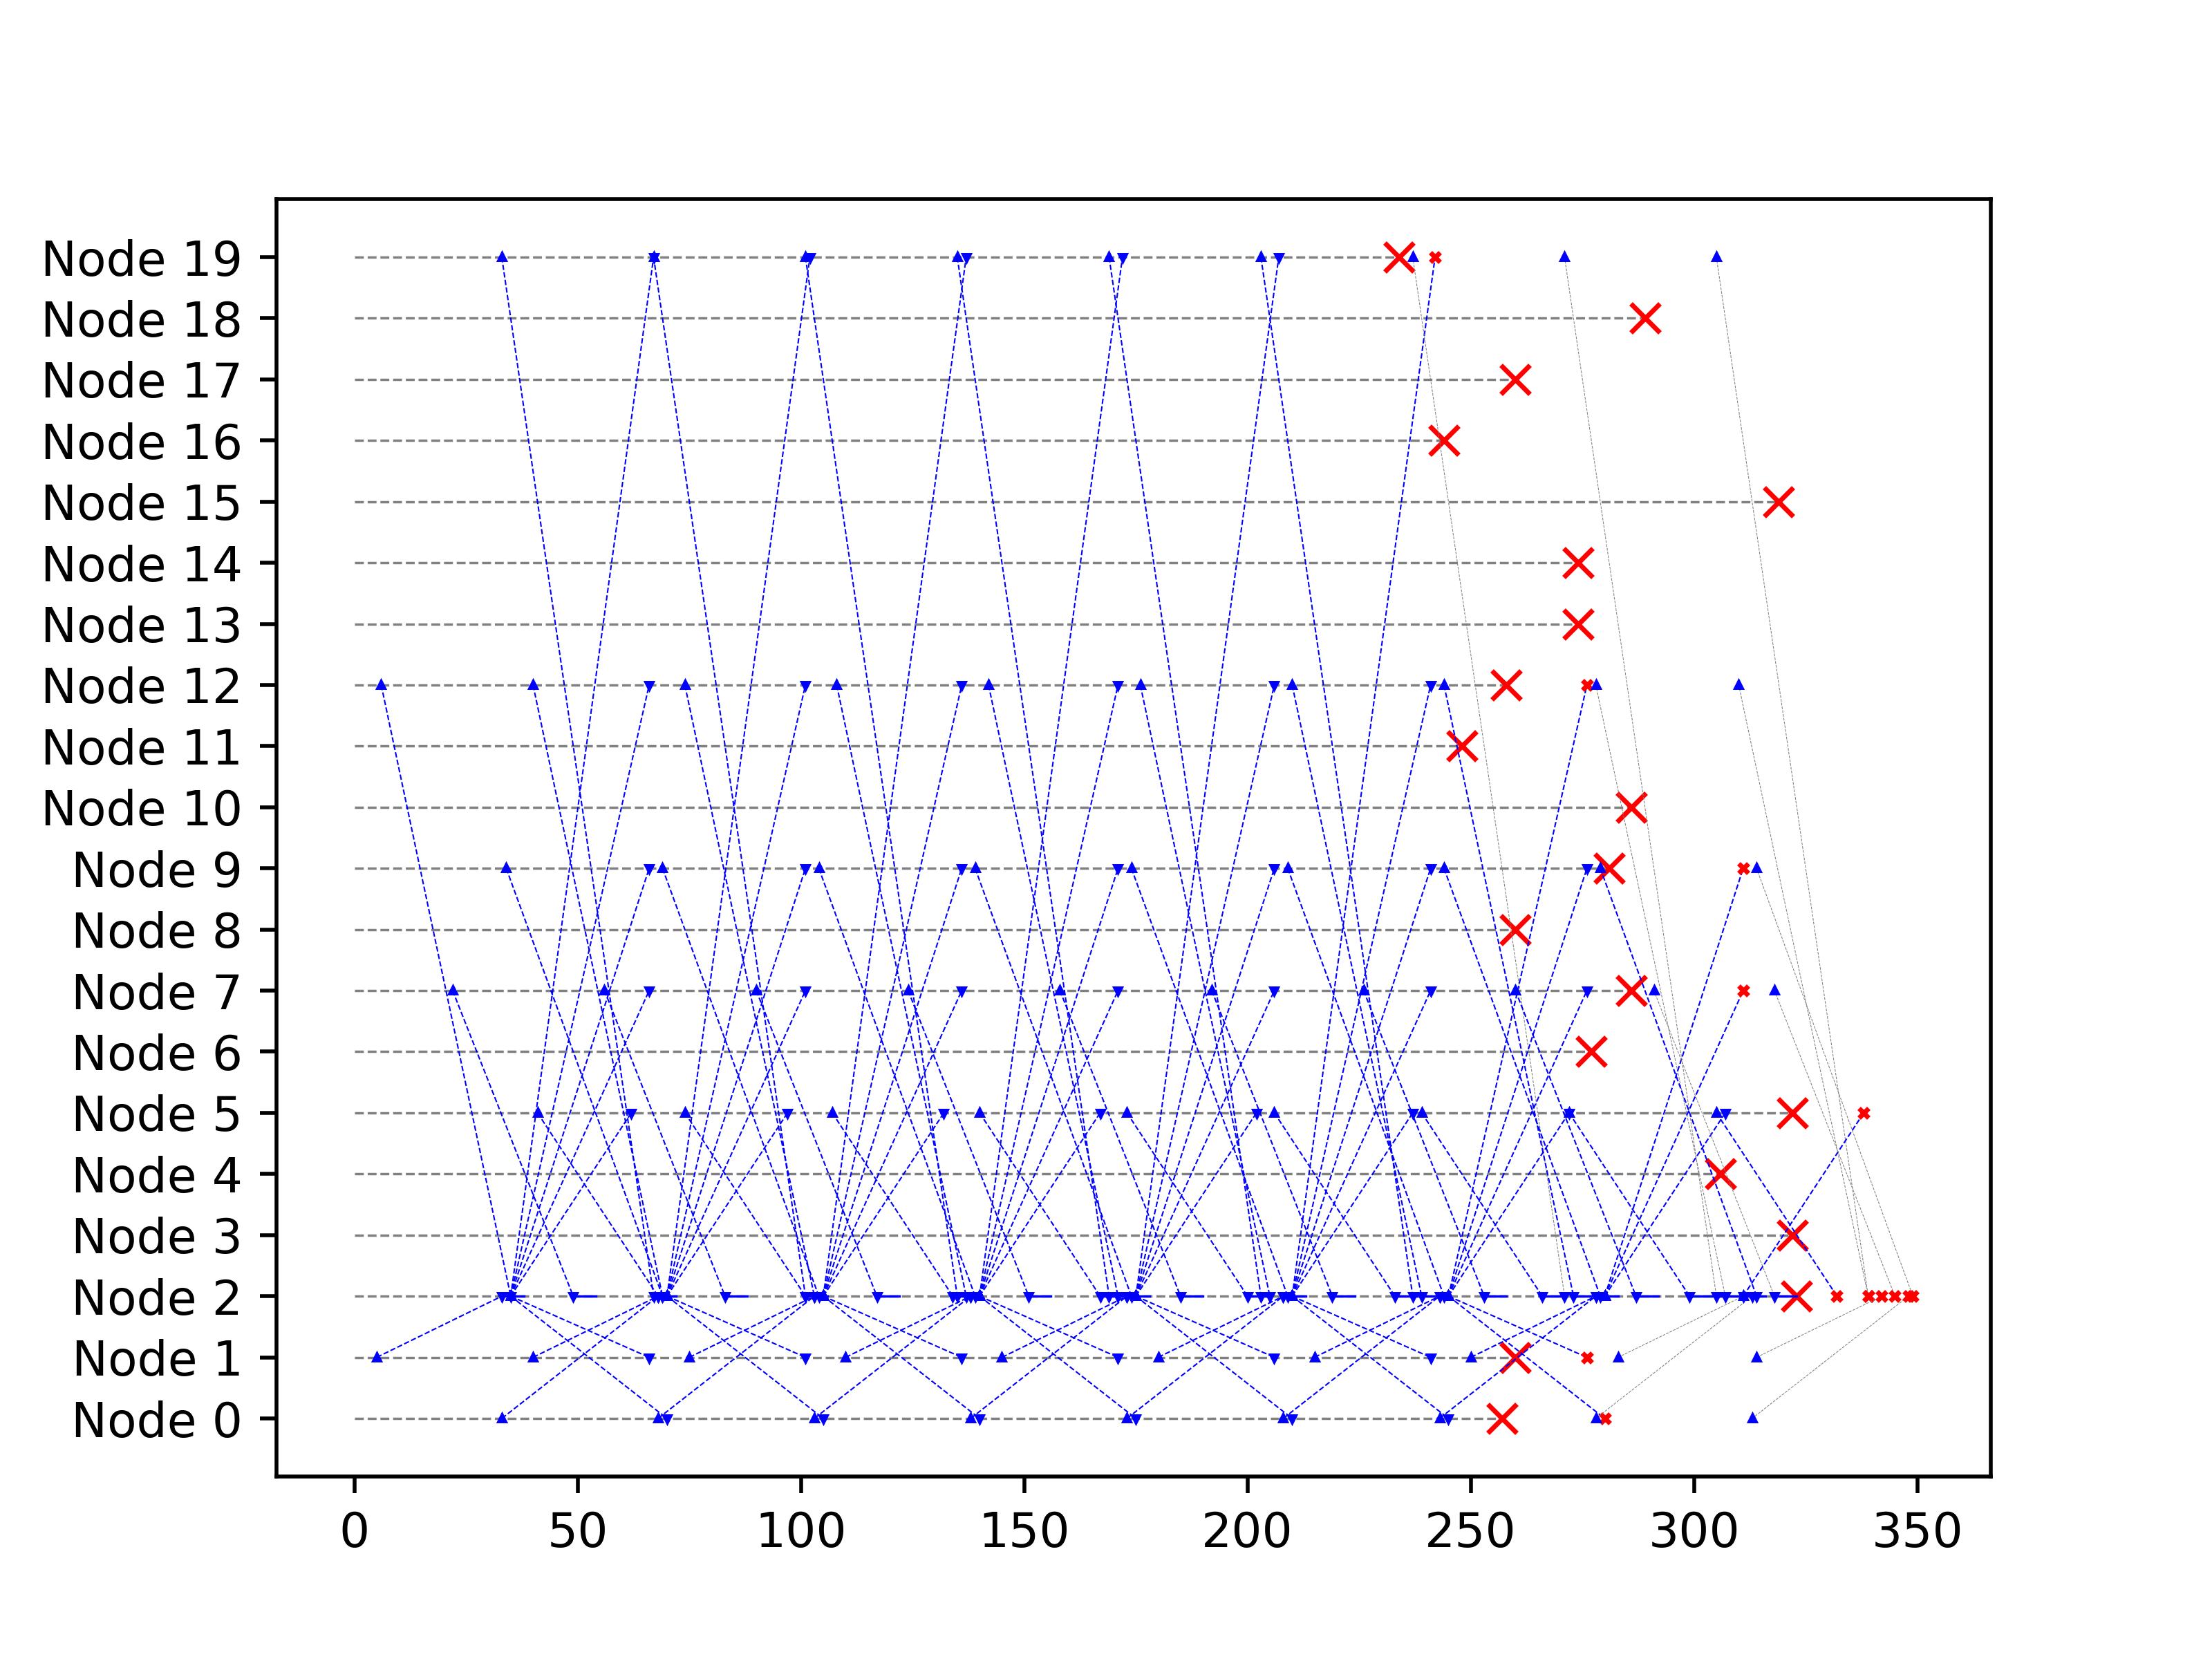 Node 19
Node 18
Node 17
Node 16
Node 15
Node 14
Node 13
Node 12
Node 11
Node 10
Node 9
Node 8
Node 7
Node 6
Node 5
Node 4
Node 3
Node 2
Node 1
Node 0
0 50 100 150 200 250 300 350